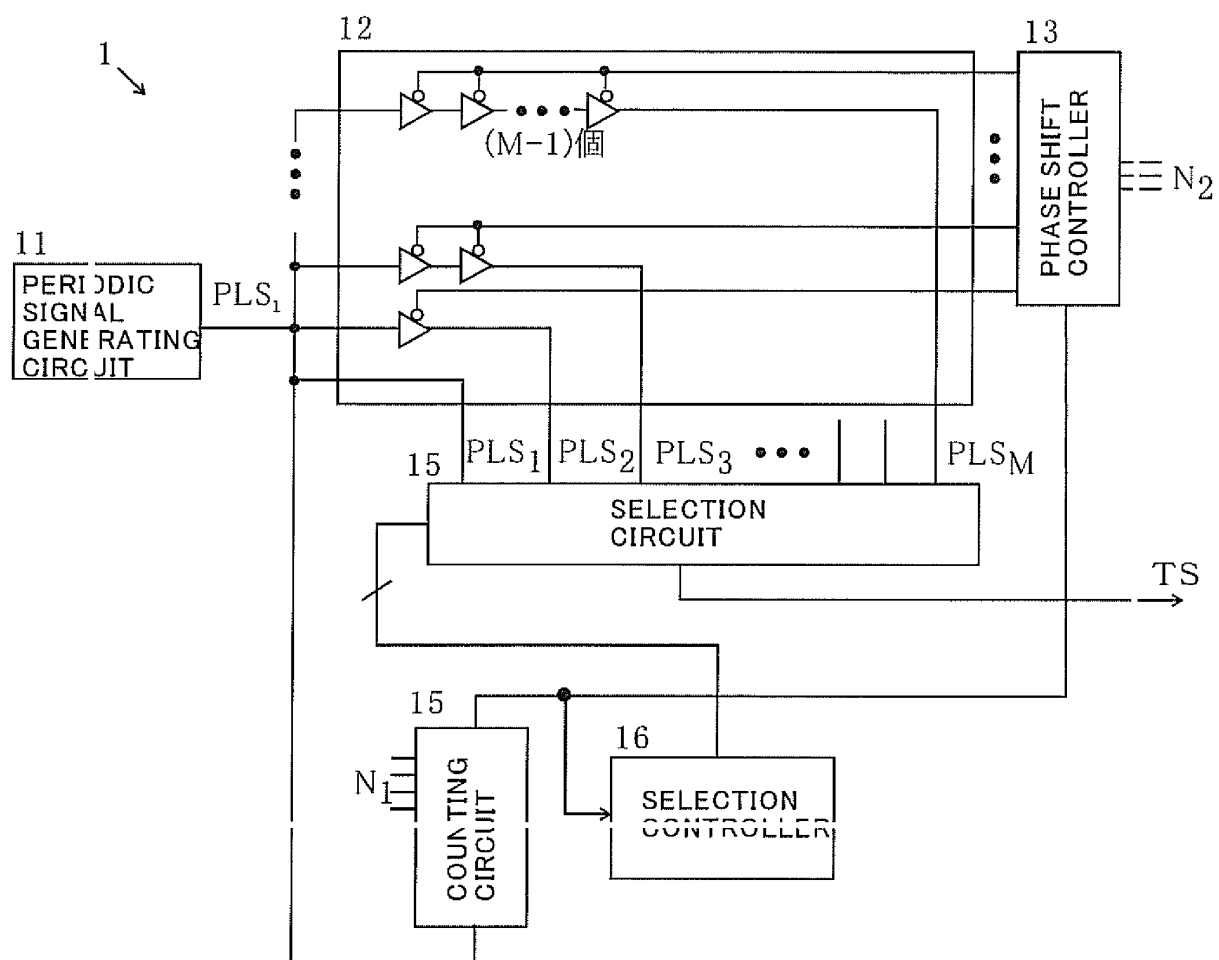 1
12
13
(M-1)個
PHASE SHIFT
CONTROLLER
N2
11
PERIODIC
SIGNAL
GENERATING
CIRCUIT
PLS1
PLS1
PLS2
PLS3
PLSM
15
SELECTION
CIRCUIT
TS
15
N1
COUNTING
CIRCUIT
16
SELECTION
CONTROLLER